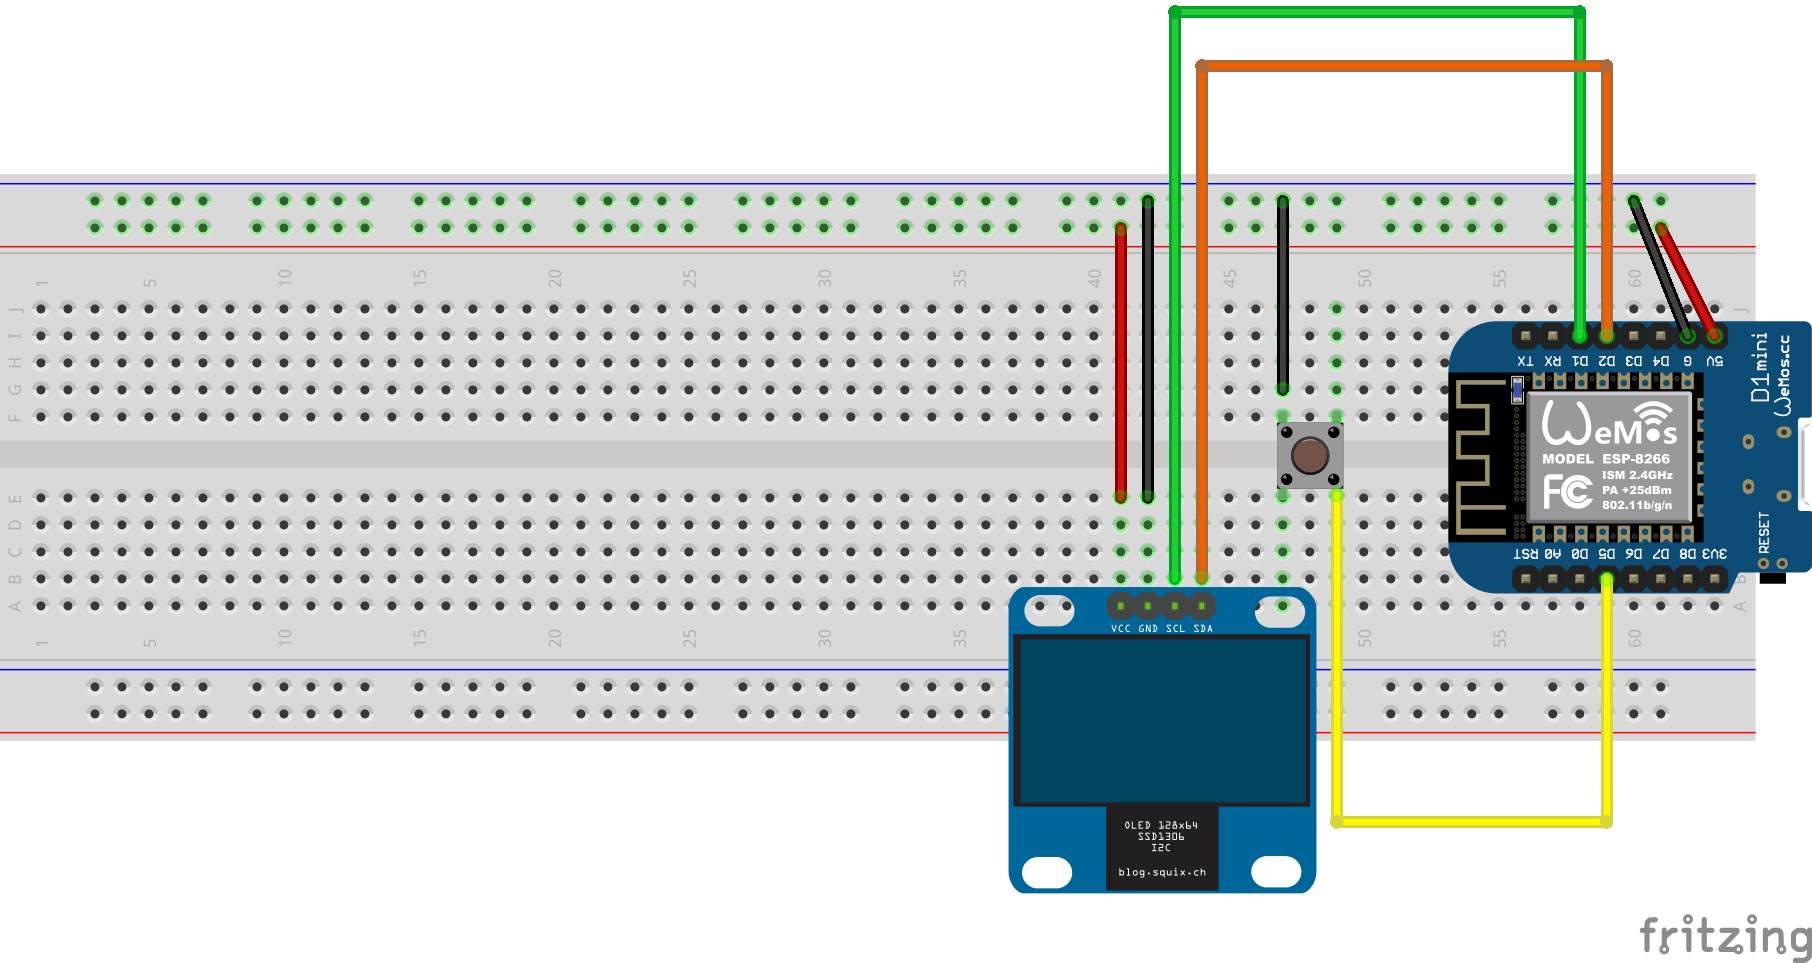 1 5 10 15 20 25 30 35 40 45 50 55 60
J J
I
H
G
F
TX RX D1 D2 D3 D4 G 5V
D1 mini
WeMos.cc
WeMos
MODEL ESP-8266
ISM 2.4GHz
PA +25dBm
802.11b/g/n
FC
RST A0 D0 D5 D6 D7 D8 3V3
RESET
E
D
C
B B
A A
VCC GND SCL SDA
1 5 10 15 20 25 30 35 50 55 60
OLED 128x64
SSD1306
I2C
blog.squix.ch
fritzing